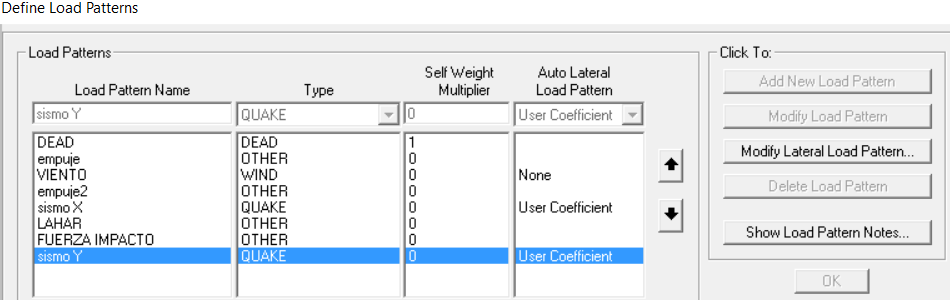 Define Load Patterns
Load Patterns
Load Pattern Name Type Self Weight Multiplier Auto Lateral Load Pattern
sismo Y QUAKE 0 User Coefficient
DEAD DEAD 1
empuje OTHER 0
VIENTO WIND 0 None
empuje2 OTHER 0
sismo X QUAKE 0 User Coefficient
LAHAR OTHER 0
FUERZA IMPACTO OTHER 0
sismo Y QUAKE 0 User Coefficient
Click To:
Add New Load Pattern
Modify Load Pattern
Modify Lateral Load Pattern...
Delete Load Pattern
Show Load Pattern Notes...
OK